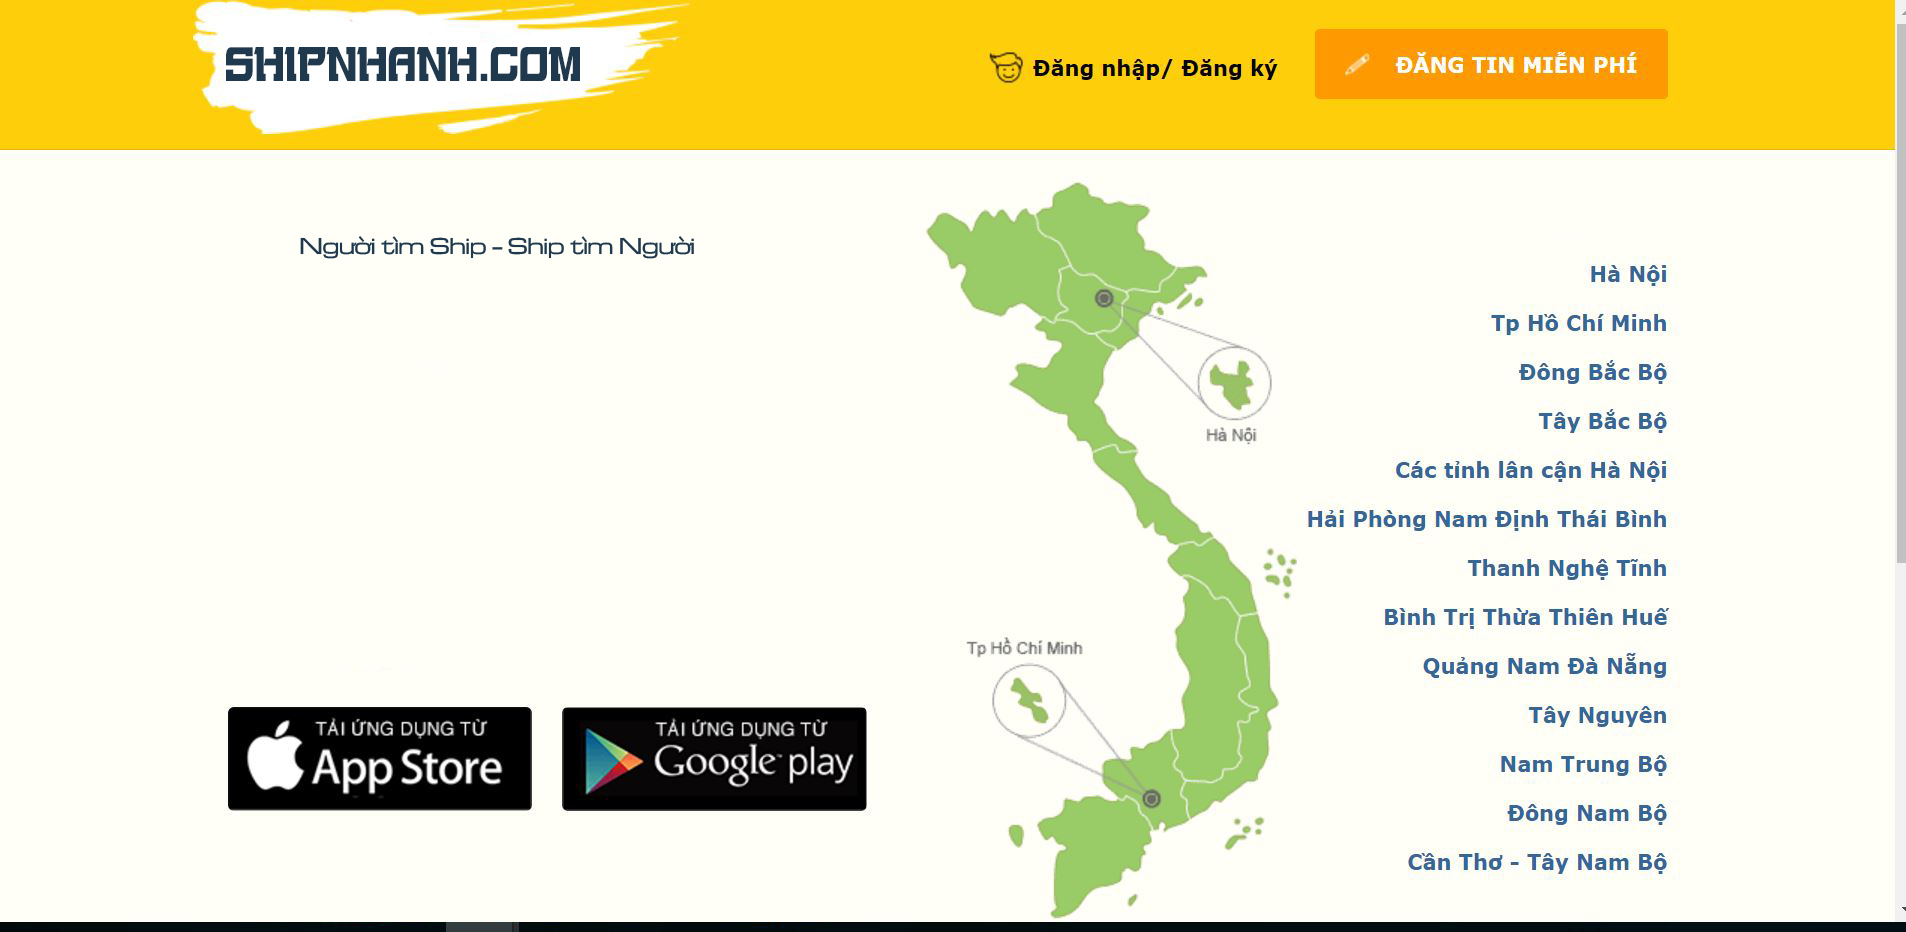 SHIPNHANH.COM
Đăng nhập/ Đăng ký
ĐĂNG TIN MIỄN PHÍ
Người tìm Ship - Ship tìm Người
TẢI ỨNG DỤNG TỪ
App Store
TẢI ỨNG DỤNG TỪ
Google play
Hà Nội
Tp Hồ Chí Minh
Hà Nội
Tp Hồ Chí Minh
Đông Bắc Bộ
Tây Bắc Bộ
Các tỉnh lân cận Hà Nội
Hải Phòng Nam Định Thái Bình
Thanh Nghệ Tĩnh
Bình Trị Thừa Thiên Huế
Quảng Nam Đà Nẵng
Tây Nguyên
Nam Trung Bộ
Đông Nam Bộ
Cần Thơ - Tây Nam Bộ